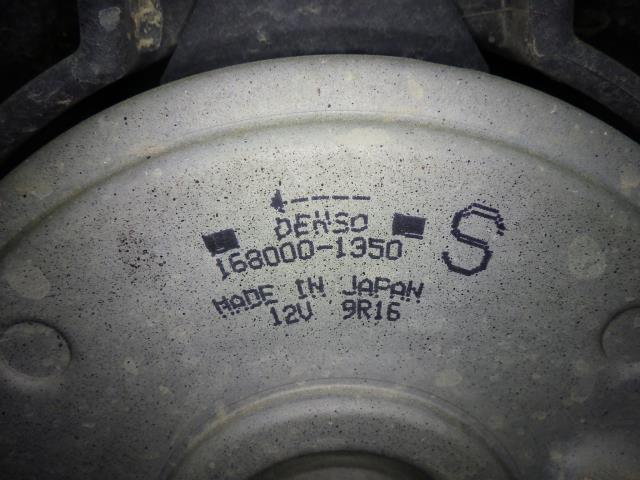 DENSO
S
168000-1350
MADE IN JAPAN
12V 9R16